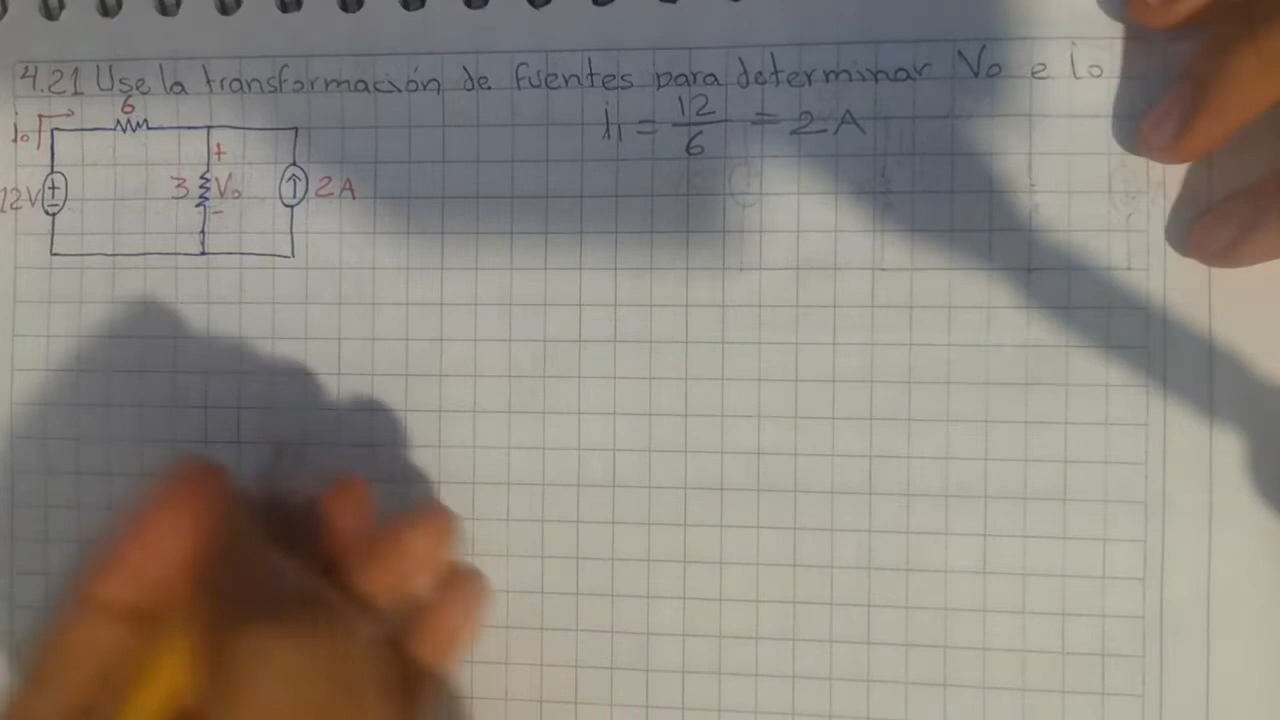 4.21 Use la transformación de fuentes para determinar Vo e io
i₁ = 12/6 = 2 A
6
io
+
12V + −
3 Vo
2A
−